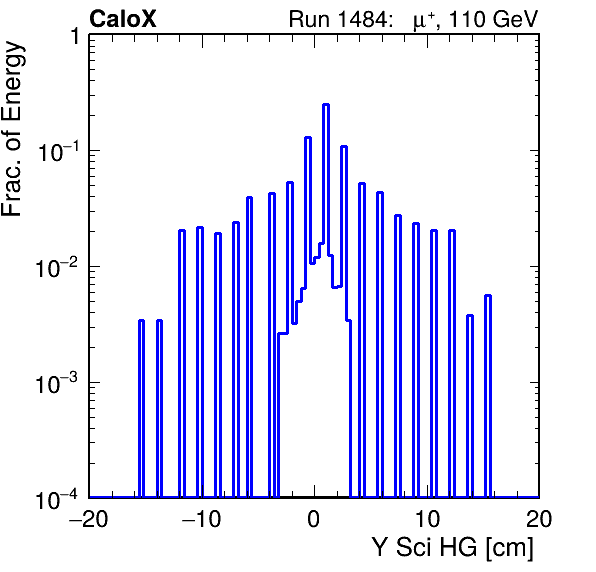 CaloX Run 1484: μ⁺, 110 GeV
Frac. of Energy
1
10⁻¹
10⁻²
10⁻³
10⁻⁴
−20 −10 0 10 20
Y Sci HG [cm]